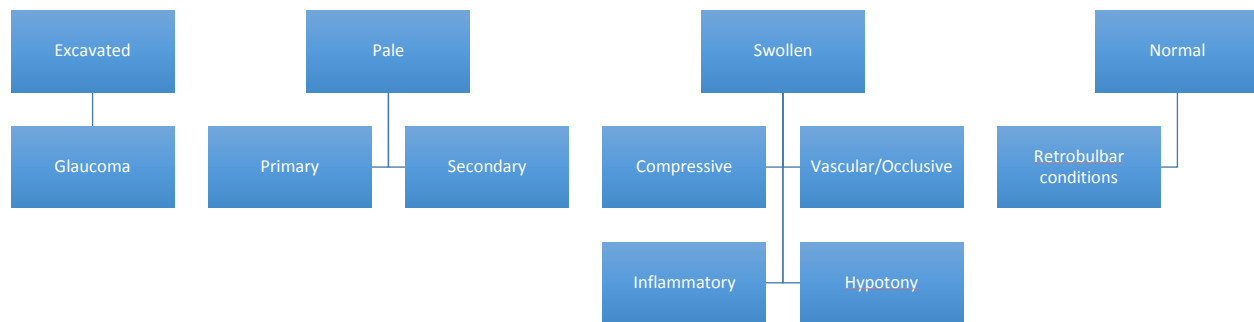 Excavated
Pale
Swollen
Normal
Glaucoma
Primary
Secondary
Compressive
Vascular/Occlusive
Retrobulbar
conditions
Inflammatory
Hypotony